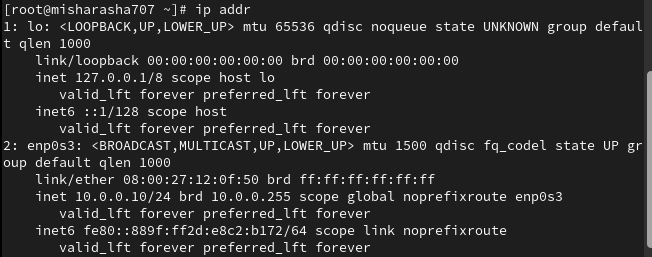 [root@misharasha707 ~]# ip addr
1: lo: <LOOPBACK,UP,LOWER_UP> mtu 65536 qdisc noqueue state UNKNOWN group defaul
t qlen 1000
    link/loopback 00:00:00:00:00:00 brd 00:00:00:00:00:00
    inet 127.0.0.1/8 scope host lo
       valid_lft forever preferred_lft forever
    inet6 ::1/128 scope host
       valid_lft forever preferred_lft forever
2: enp0s3: <BROADCAST,MULTICAST,UP,LOWER_UP> mtu 1500 qdisc fq_codel state UP gr
oup default qlen 1000
    link/ether 08:00:27:12:0f:50 brd ff:ff:ff:ff:ff:ff
    inet 10.0.0.10/24 brd 10.0.0.255 scope global noprefixroute enp0s3
       valid_lft forever preferred_lft forever
    inet6 fe80::889f:ff2d:e8c2:b172/64 scope link noprefixroute
       valid_lft forever preferred_lft forever